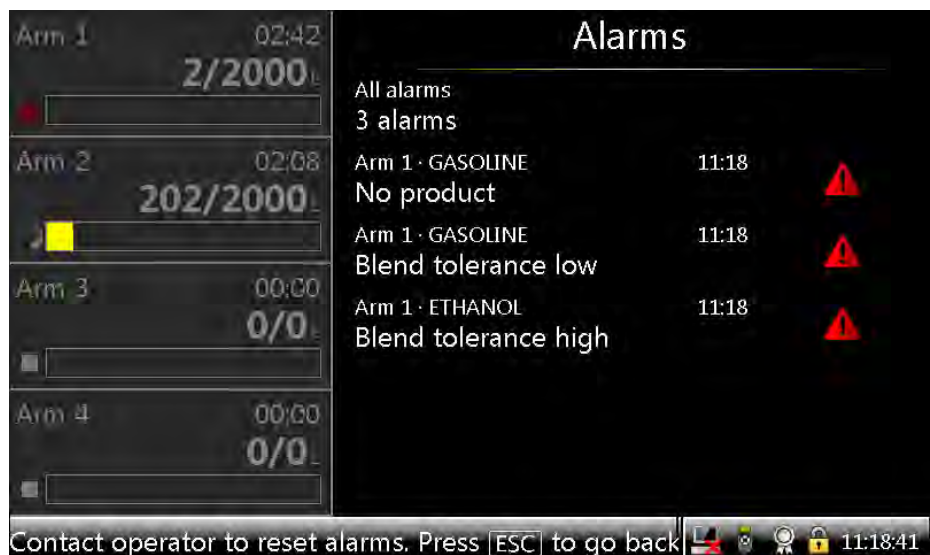 Arm 1 02:42
2/2000
Arm 2 02:08
202/2000
Arm 3 00:00
0/0
Arm 4 00:00
0/0
Alarms
All alarms
3 alarms
Arm 1 · GASOLINE 11:18
No product
Arm 1 · GASOLINE 11:18
Blend tolerance low
Arm 1 · ETHANOL 11:18
Blend tolerance high
Contact operator to reset alarms. Press ESC to go back 11:18:41